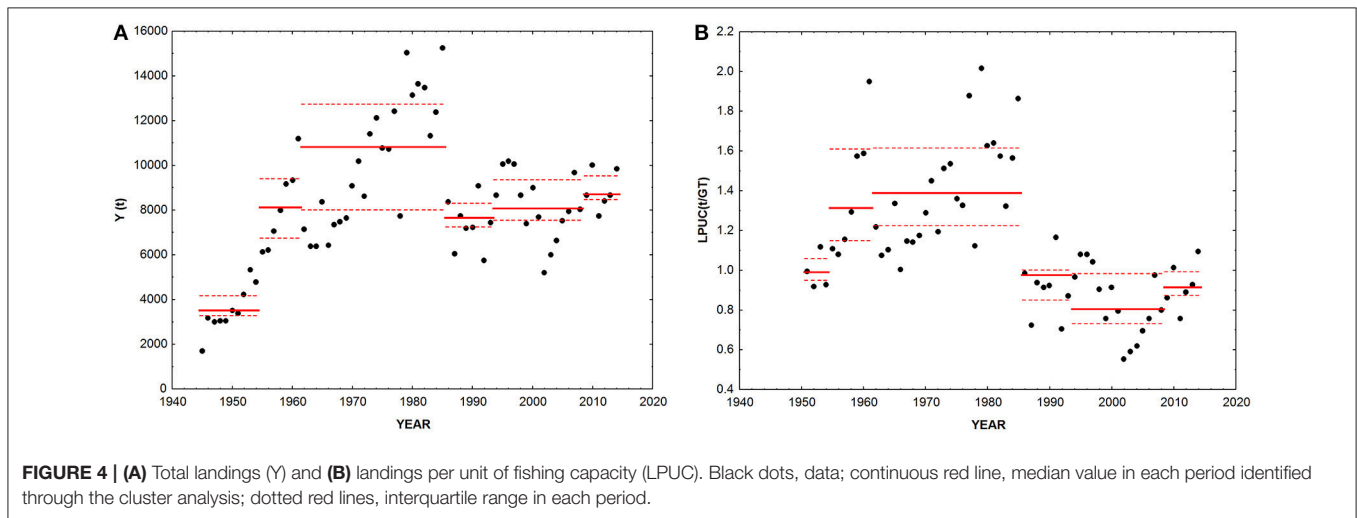 A
16000
14000
12000
10000
8000
6000
4000
2000
0
Y (t)
1940 1950 1960 1970 1980 1990 2000 2010 2020
YEAR
B
2.2
2.0
1.8
1.6
1.4
1.2
1.0
0.8
0.6
0.4
LPUC(t/GT)
1940 1950 1960 1970 1980 1990 2000 2010 2020
YEAR
FIGURE 4 | (A) Total landings (Y) and (B) landings per unit of fishing capacity (LPUC). Black dots, data; continuous red line, median value in each period identified
through the cluster analysis; dotted red lines, interquartile range in each period.